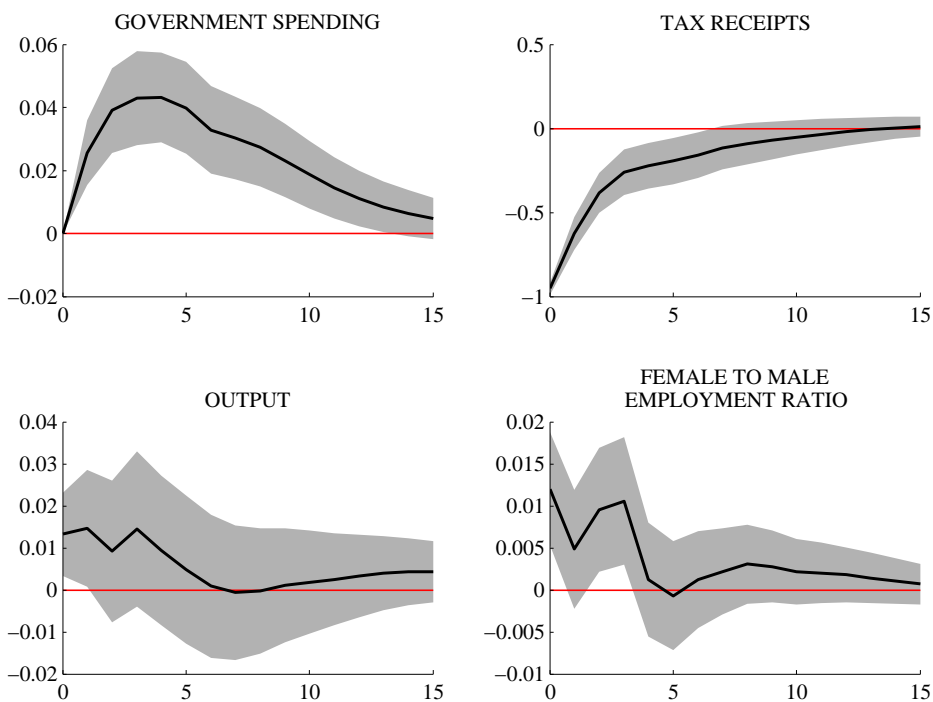 GOVERNMENT SPENDING
0.06
0.04
0.02
0
−0.02
0 5 10 15
TAX RECEIPTS
0.5
0
−0.5
−1
0 5 10 15
OUTPUT
0.04
0.03
0.02
0.01
0
−0.01
−0.02
0 5 10 15
FEMALE TO MALE
EMPLOYMENT RATIO
0.02
0.015
0.01
0.005
0
−0.005
−0.01
0 5 10 15